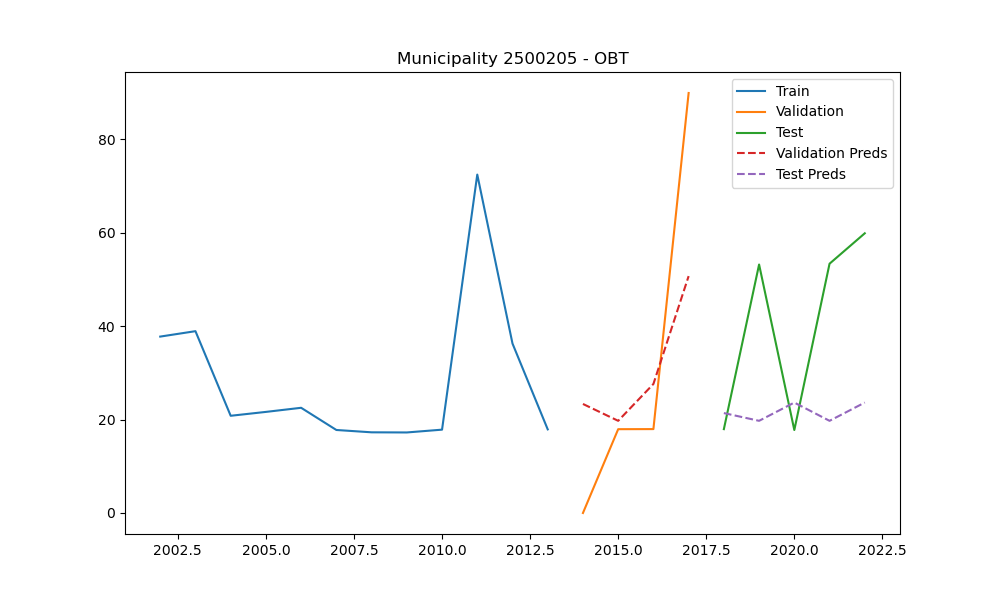 Municipality 2500205 - OBT
Train
Validation
Test
Validation Preds
Test Preds
80
60
40
20
0
2002.5 2005.0 2007.5 2010.0 2012.5 2015.0 2017.5 2020.0 2022.5